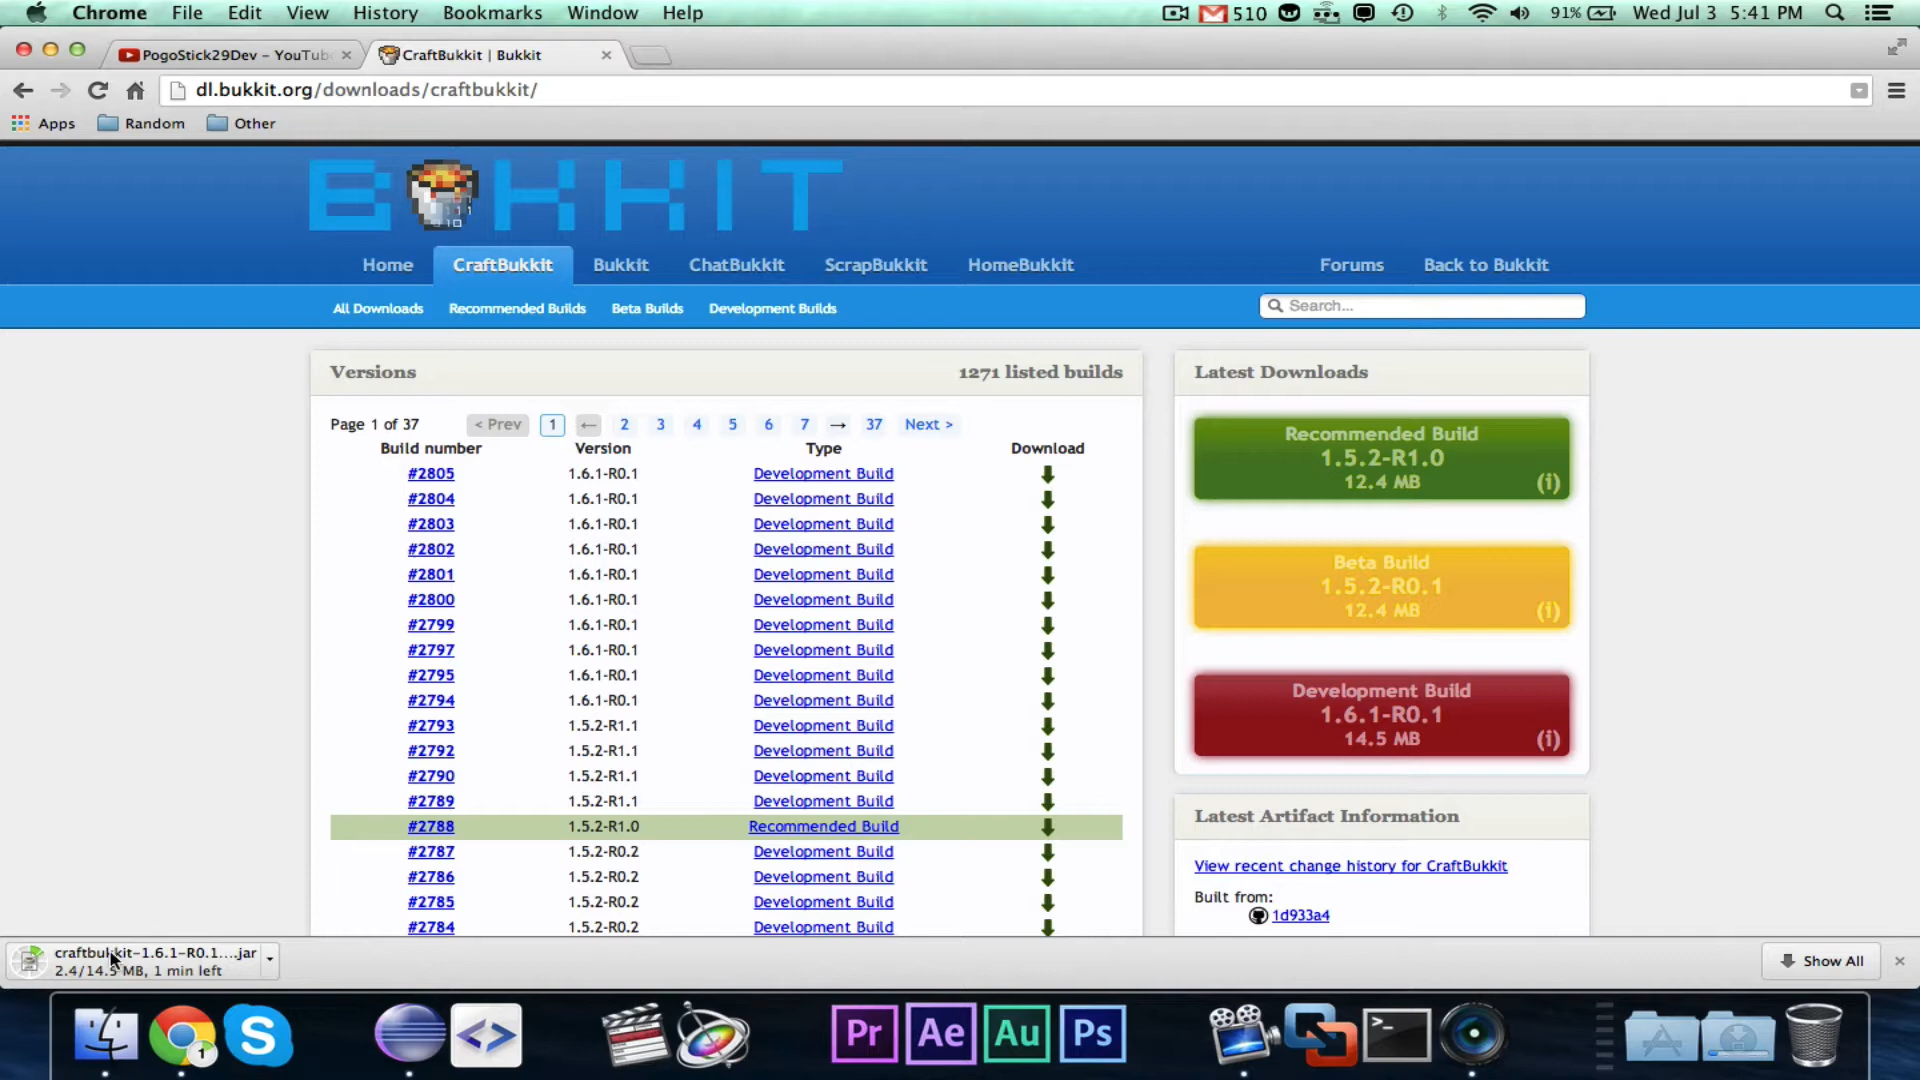 Chrome File Edit View History Bookmarks Window Help 510 91% Wed Jul 3 5:41 PM
PogoStick29Dev – YouTub CraftBukkit | Bukkit
dl.bukkit.org/downloads/craftbukkit/
Apps Random Other
BUKKIT
Home CraftBukkit Bukkit ChatBukkit ScrapBukkit HomeBukkit Forums Back to Bukkit
All Downloads Recommended Builds Beta Builds Development Builds Search...
Versions 1271 listed builds
Page 1 of 37 < Prev 1 ← 2 3 4 5 6 7 → 37 Next >
Build number Version Type Download
#2805 1.6.1-R0.1 Development Build
#2804 1.6.1-R0.1 Development Build
#2803 1.6.1-R0.1 Development Build
#2802 1.6.1-R0.1 Development Build
#2801 1.6.1-R0.1 Development Build
#2800 1.6.1-R0.1 Development Build
#2799 1.6.1-R0.1 Development Build
#2797 1.6.1-R0.1 Development Build
#2795 1.6.1-R0.1 Development Build
#2794 1.6.1-R0.1 Development Build
#2793 1.5.2-R1.1 Development Build
#2792 1.5.2-R1.1 Development Build
#2790 1.5.2-R1.1 Development Build
#2789 1.5.2-R1.1 Development Build
#2788 1.5.2-R1.0 Recommended Build
#2787 1.5.2-R0.2 Development Build
#2786 1.5.2-R0.2 Development Build
#2785 1.5.2-R0.2 Development Build
#2784 1.5.2-R0.2 Development Build
Latest Downloads
Recommended Build
1.5.2-R1.0
12.4 MB (i)
Beta Build
1.5.2-R0.1
12.4 MB (i)
Development Build
1.6.1-R0.1
14.5 MB (i)
Latest Artifact Information
View recent change history for CraftBukkit
Built from:
1d933a4
craftbukkit-1.6.1-R0.1....jar
2.4/14.5 MB, 1 min left
Show All
1 Pr Ae Au Ps >_